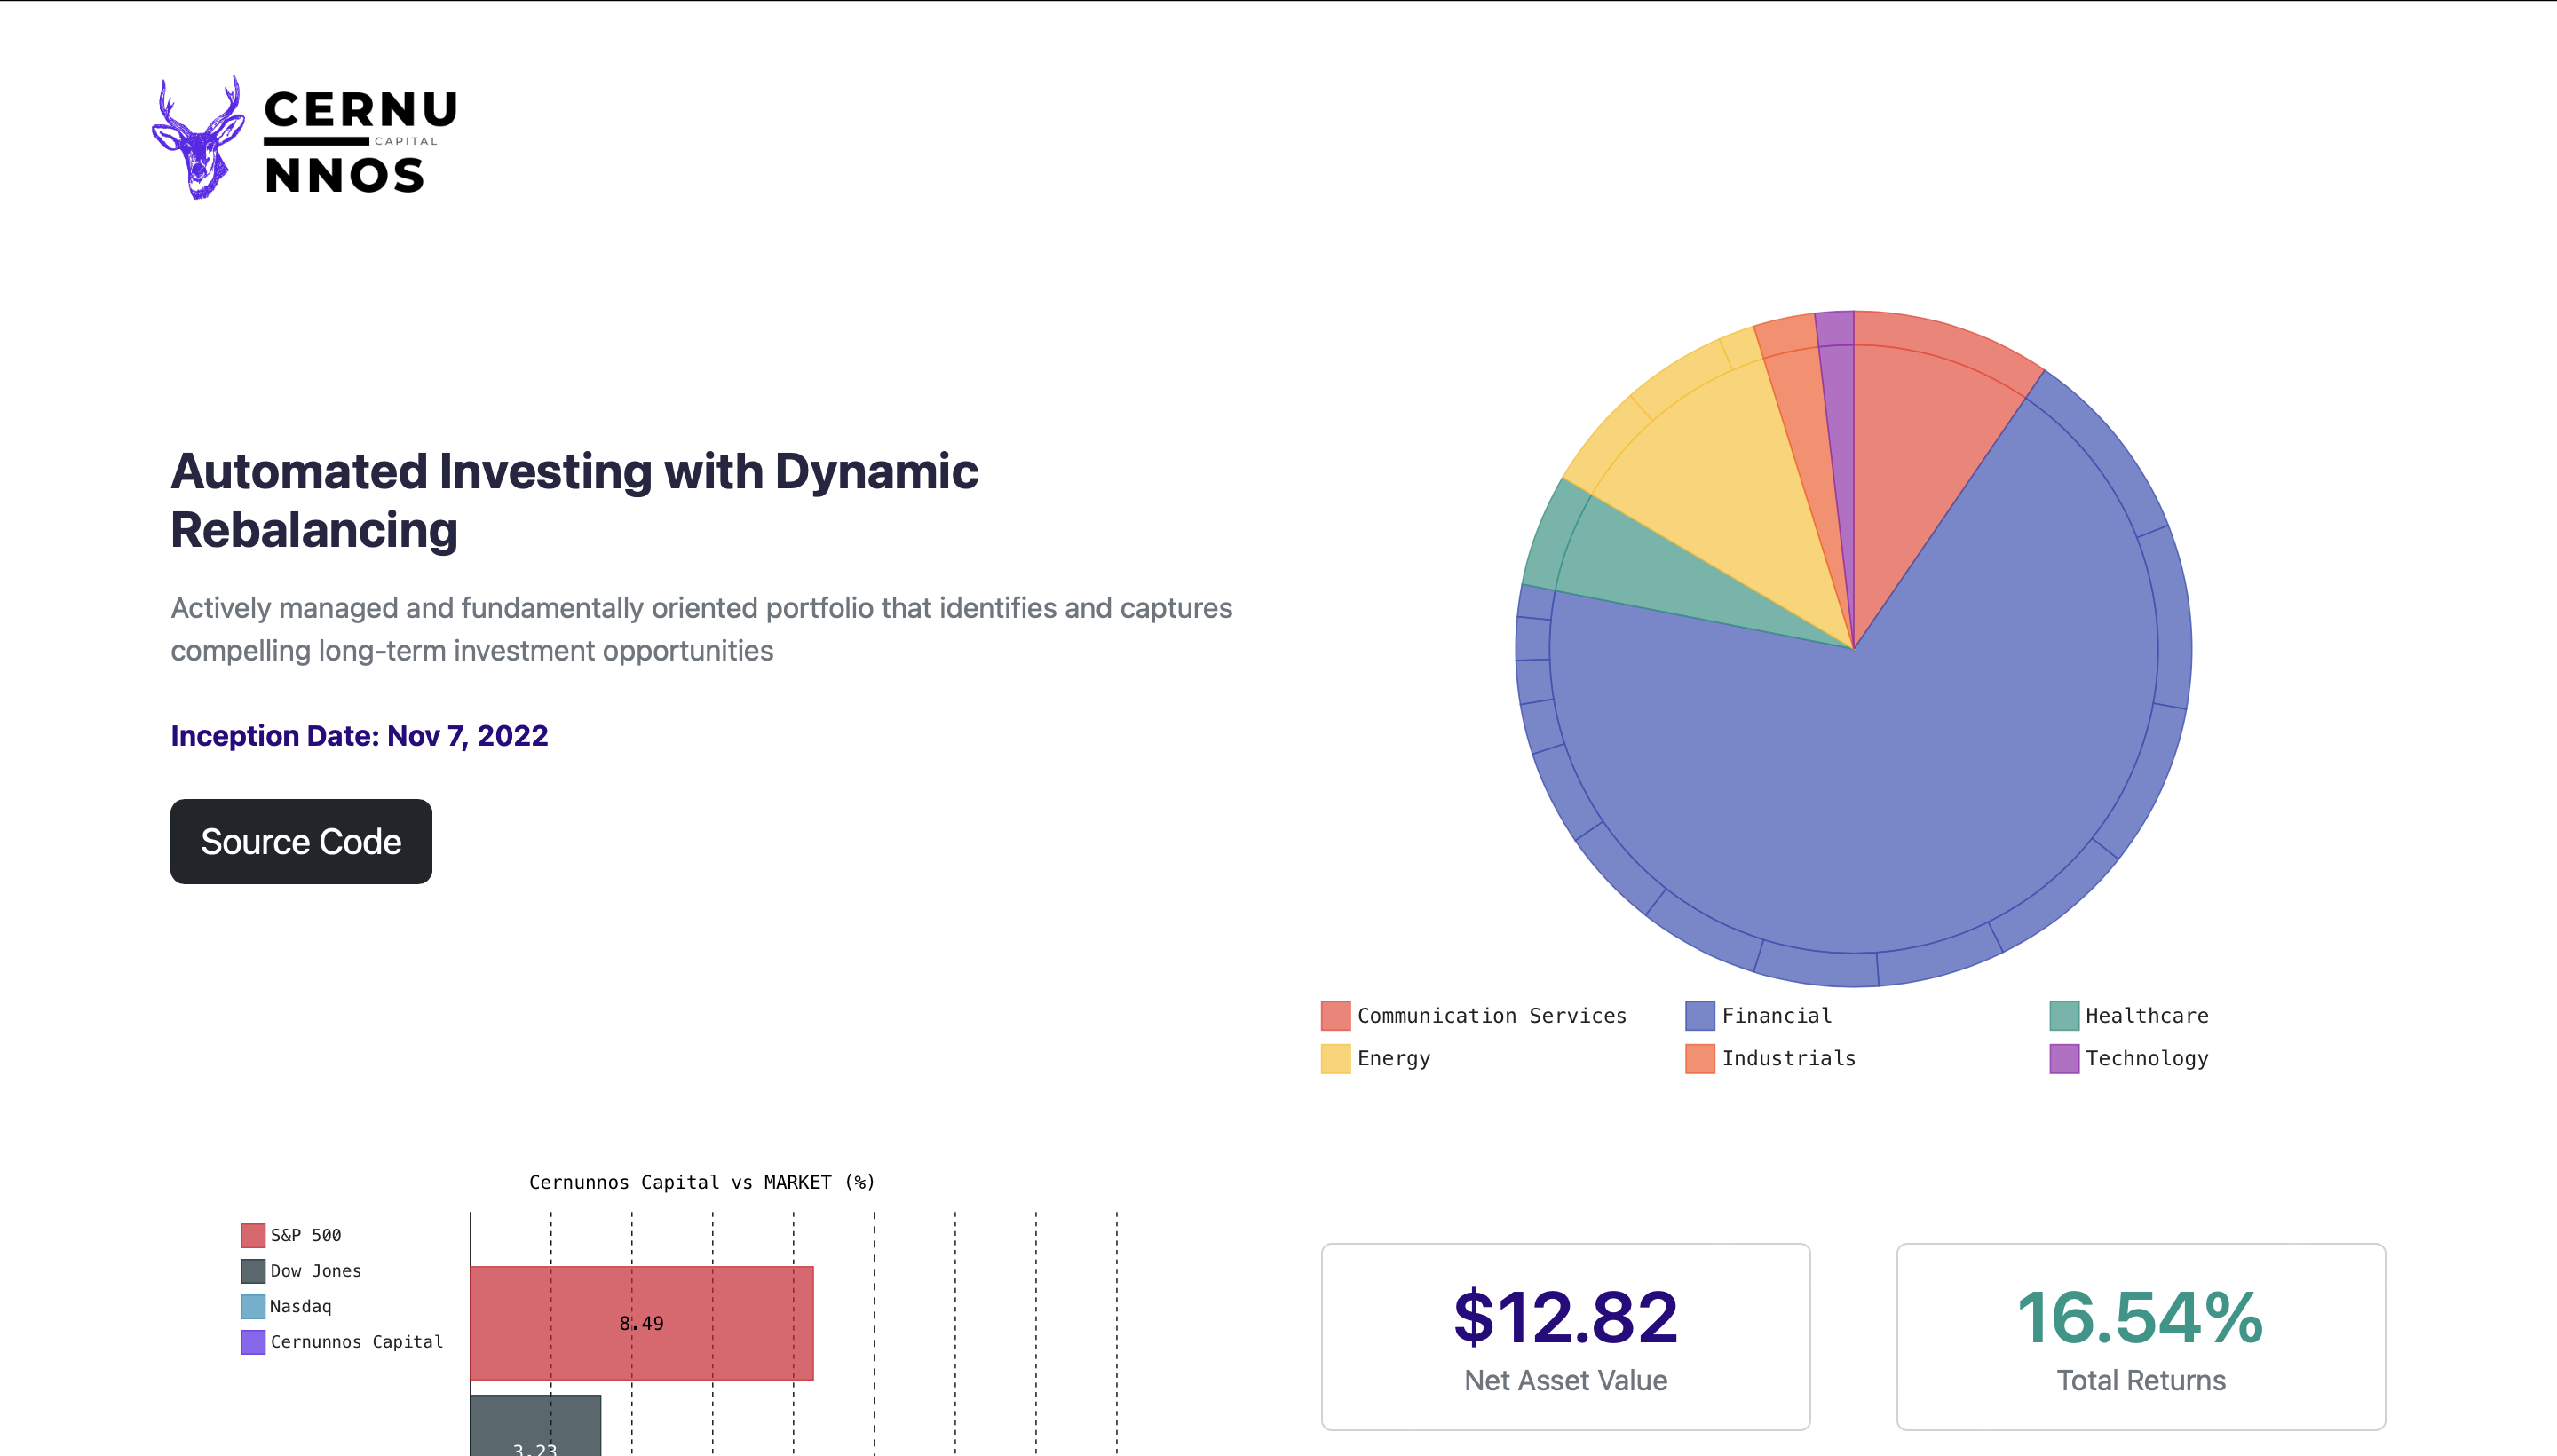 CERNU
CAPITAL
NNOS
Automated Investing with Dynamic
Rebalancing
Actively managed and fundamentally oriented portfolio that identifies and captures
compelling long-term investment opportunities
Inception Date: Nov 7, 2022
Source Code
Communication Services
Financial
Healthcare
Energy
Industrials
Technology
Cernunnos Capital vs MARKET (%)
S&P 500
Dow Jones
Nasdaq
Cernunnos Capital
8.49
3.23
$12.82
Net Asset Value
16.54%
Total Returns